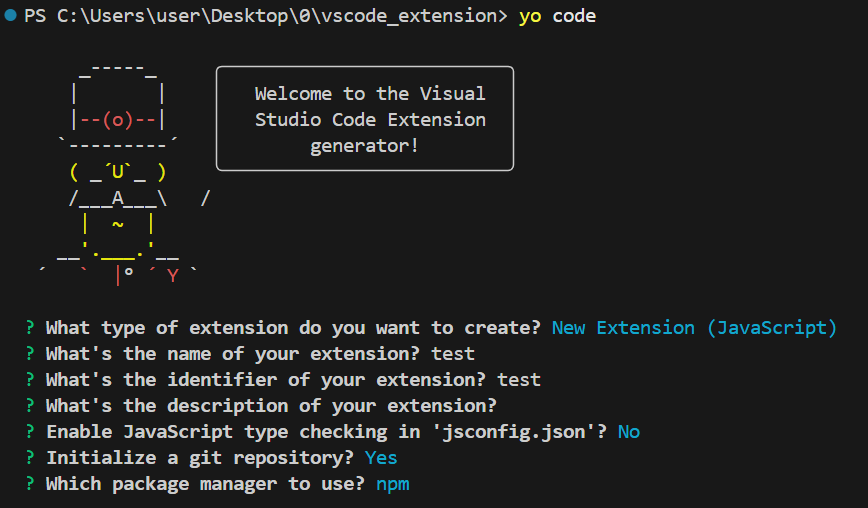 PS C:\Users\user\Desktop\0\vscode_extension> yo code
     _-----_
    |       |
    |--(o)--|
   `---------´
    ( _´U`_ )
    /___A___\   /
     |  ~  |
   __'.___.'__
 ´   `  |° ´ Y `
Welcome to the Visual
Studio Code Extension
generator!
? What type of extension do you want to create? New Extension (JavaScript)
? What's the name of your extension? test
? What's the identifier of your extension? test
? What's the description of your extension?
? Enable JavaScript type checking in 'jsconfig.json'? No
? Initialize a git repository? Yes
? Which package manager to use? npm